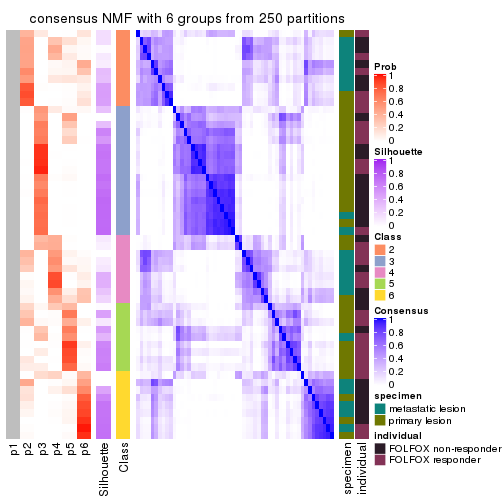 consensus NMF with 6 groups from 250 partitions
Prob
1
0.8
0.6
0.4
0.2
0
Silhouette
1
0.8
0.6
0.4
0.2
0
Class
2
3
4
5
6
Consensus
1
0.8
0.6
0.4
0.2
0
specimen
metastatic lesion
primary lesion
individual
FOLFOX non-responder
FOLFOX responder
p1
p2
p3
p4
p5
p6
Silhouette
Class
specimen
individual